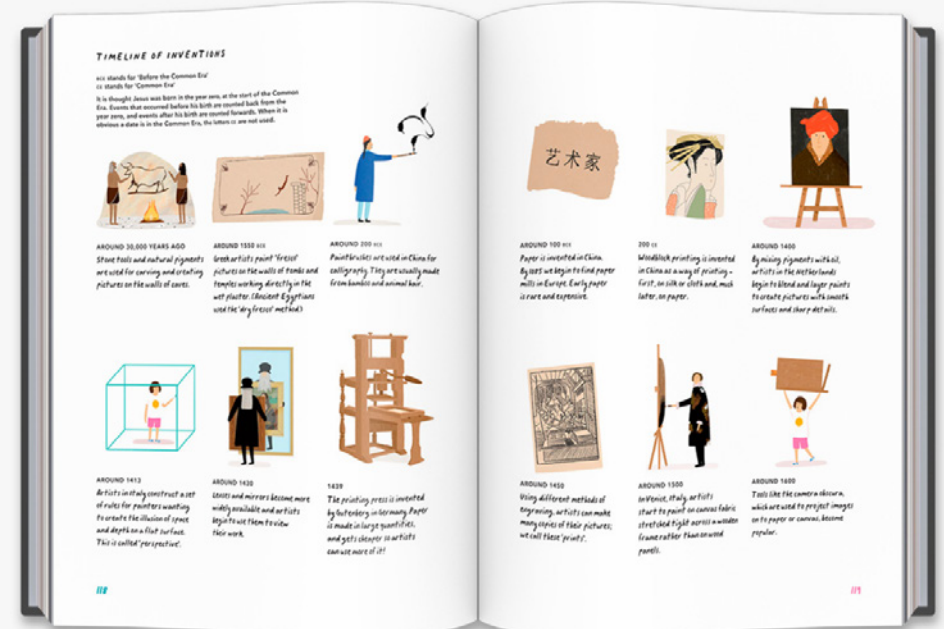 TIMELINE OF INVENTIONS
BCE stands for 'Before the Common Era'
CE stands for 'Common Era'
It is thought Jesus was born in the year zero, at the start of the Common
Era. Events that occurred before his birth are counted back from the
year zero, and events after his birth are counted forwards. When it is
obvious a date is in the Common Era, the letters CE are not used.
AROUND 30,000 YEARS AGO
Stone tools and natural pigments
are used for carving and creating
pictures on the walls of caves.
AROUND 1550 BCE
Greek artists paint 'fresco'
pictures on the walls of tombs and
temples working directly in the
wet plaster. (Ancient Egyptians
used the 'dry fresco' method.)
AROUND 200 BCE
Paintbrushes are used in China for
calligraphy. They are usually made
from bamboo and animal hair.
AROUND 1413
Artists in Italy construct a set
of rules for painters wanting
to create the illusion of space
and depth on a flat surface.
This is called 'perspective'.
AROUND 1430
Lenses and mirrors become more
widely available and artists
begin to use them to view
their work.
1439
The printing press is invented
by Gutenberg in Germany. Paper
is made in large quantities,
and gets cheaper so artists
can use more of it!
118
艺术家
AROUND 100 BCE
Paper is invented in China.
By 1085 we begin to find paper
mills in Europe. Early paper
is rare and expensive.
200 CE
Woodblock printing is invented
in China as a way of printing –
first, on silk or cloth and, much
later, on paper.
AROUND 1400
By mixing pigments with oil,
artists in the Netherlands
begin to blend and layer paints
to create pictures with smooth
surfaces and sharp details.
AROUND 1450
Using different methods of
engraving, artists can make
many copies of their pictures;
we call these 'prints'.
AROUND 1500
In Venice, Italy, artists
start to paint on canvas fabric
stretched tight across a wooden
frame rather than on wood
panels.
AROUND 1600
Tools like the camera obscura,
which are used to project images
on to paper or canvas, become
popular.
119